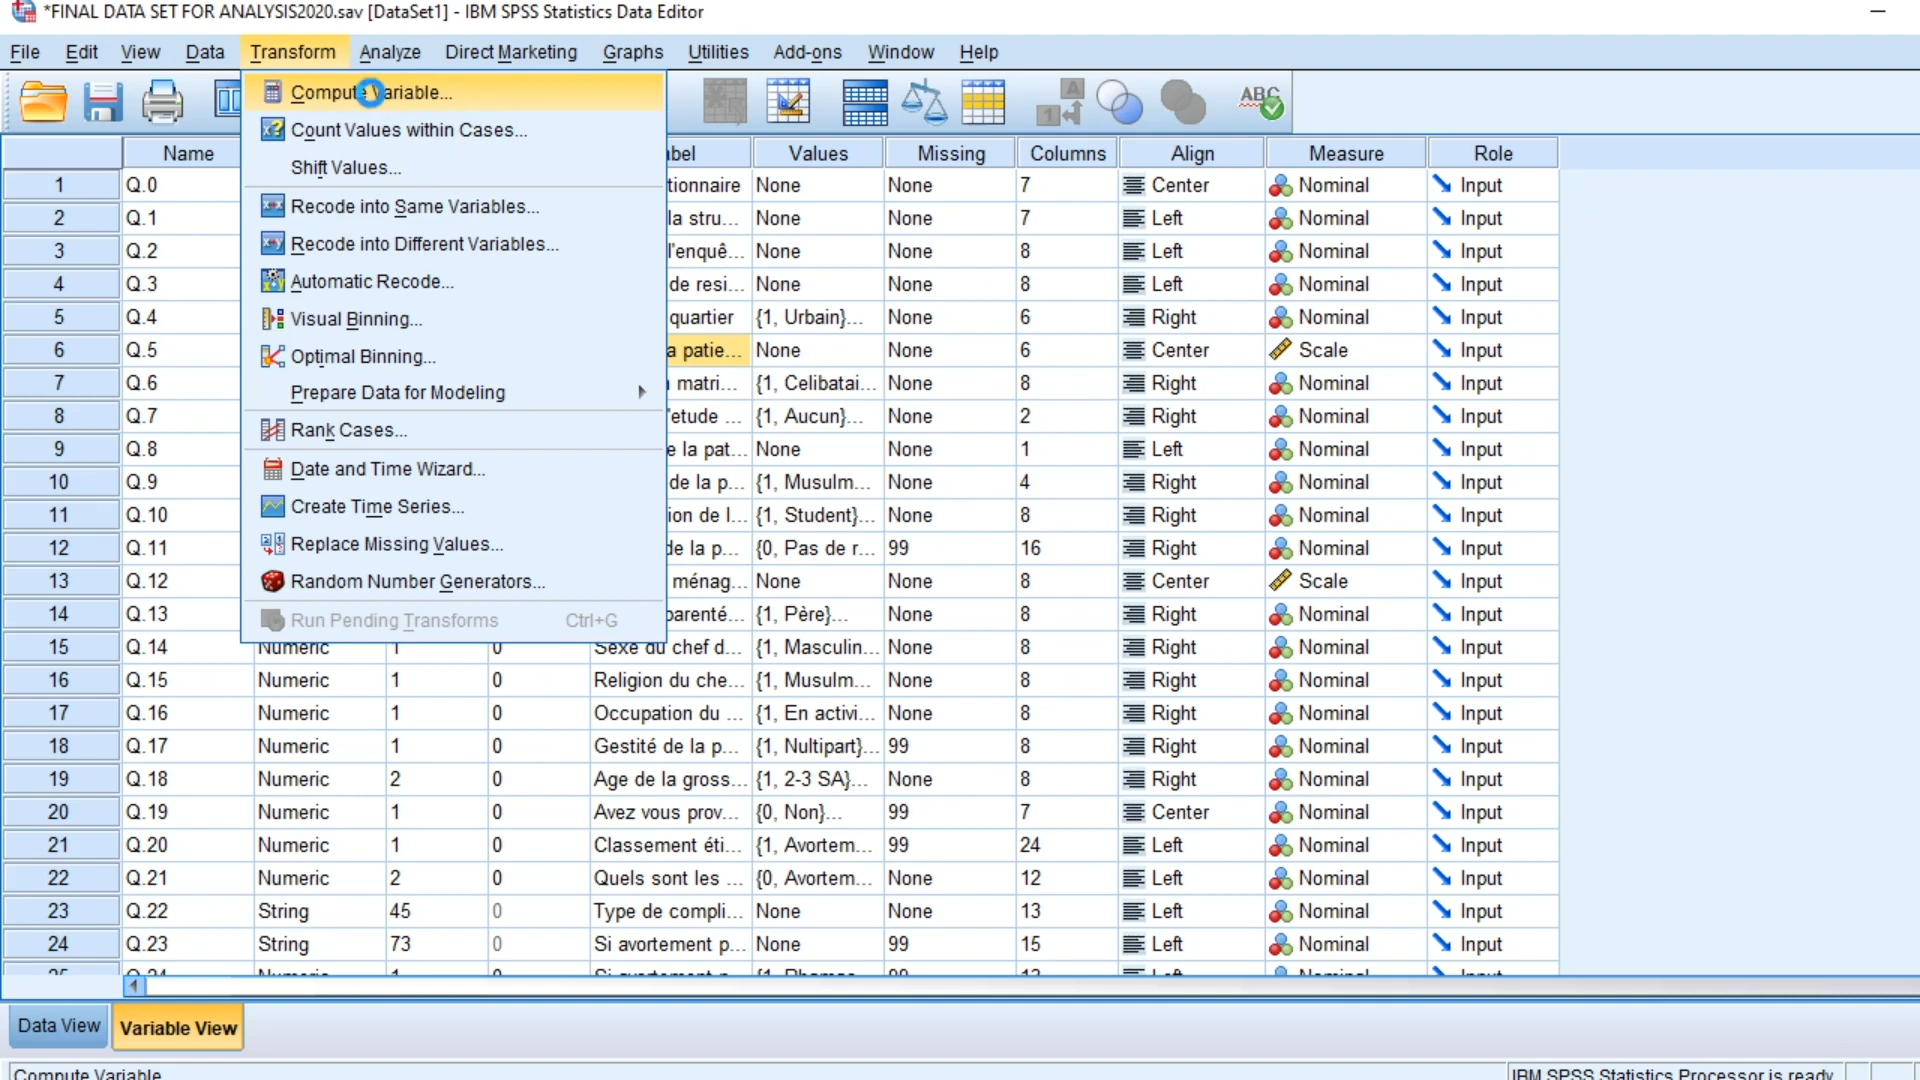 *FINAL DATA SET FOR ANALYSIS2020.sav [DataSet1] - IBM SPSS Statistics Data Editor
File Edit View Data Transform Analyze Direct Marketing Graphs Utilities Add-ons Window Help
Compute Variable...
Count Values within Cases...
Shift Values...
Recode into Same Variables...
Recode into Different Variables...
Automatic Recode...
Visual Binning...
Optimal Binning...
Prepare Data for Modeling
Rank Cases...
Date and Time Wizard...
Create Time Series...
Replace Missing Values...
Random Number Generators...
Run Pending Transforms Ctrl+G
ABC
Name Values Missing Columns Align Measure Role
1 Q.0 tionnaire None None 7 Center Nominal Input
2 Q.1 la stru... None None 7 Left Nominal Input
3 Q.2 l'enquê... None None 8 Left Nominal Input
4 Q.3 de resi... None None 8 Left Nominal Input
5 Q.4 quartier {1, Urbain}... None 6 Right Nominal Input
6 Q.5 a patie... None None 6 Center Scale Input
7 Q.6 matri... {1, Celibatai... None 8 Right Nominal Input
8 Q.7 'etude ... {1, Aucun}... None 2 Right Nominal Input
9 Q.8 e la pat... None None 1 Left Nominal Input
10 Q.9 de la p... {1, Musulm... None 4 Right Nominal Input
11 Q.10 ion de l... {1, Student}... None 8 Right Nominal Input
12 Q.11 de la p... {0, Pas de r... 99 16 Right Nominal Input
13 Q.12 ménag... None None 8 Center Scale Input
14 Q.13 parenté... {1, Père}... None 8 Right Nominal Input
15 Q.14 Numeric 1 0 Sexe du chef d... {1, Masculin... None 8 Right Nominal Input
16 Q.15 Numeric 1 0 Religion du che... {1, Musulm... None 8 Right Nominal Input
17 Q.16 Numeric 1 0 Occupation du ... {1, En activi... None 8 Right Nominal Input
18 Q.17 Numeric 1 0 Gestité de la p... {1, Nultipart}... 99 8 Right Nominal Input
19 Q.18 Numeric 2 0 Age de la gross... {1, 2-3 SA}... None 8 Right Nominal Input
20 Q.19 Numeric 1 0 Avez vous prov... {0, Non}... 99 7 Center Nominal Input
21 Q.20 Numeric 1 0 Classement éti... {1, Avortem... 99 24 Left Nominal Input
22 Q.21 Numeric 2 0 Quels sont les ... {0, Avortem... None 12 Left Nominal Input
23 Q.22 String 45 0 Type de compli... None None 13 Left Nominal Input
24 Q.23 String 73 0 Si avortement p... None 99 15 Left Nominal Input
Data View Variable View
Compute Variable
IBM SPSS Statistics Processor is ready